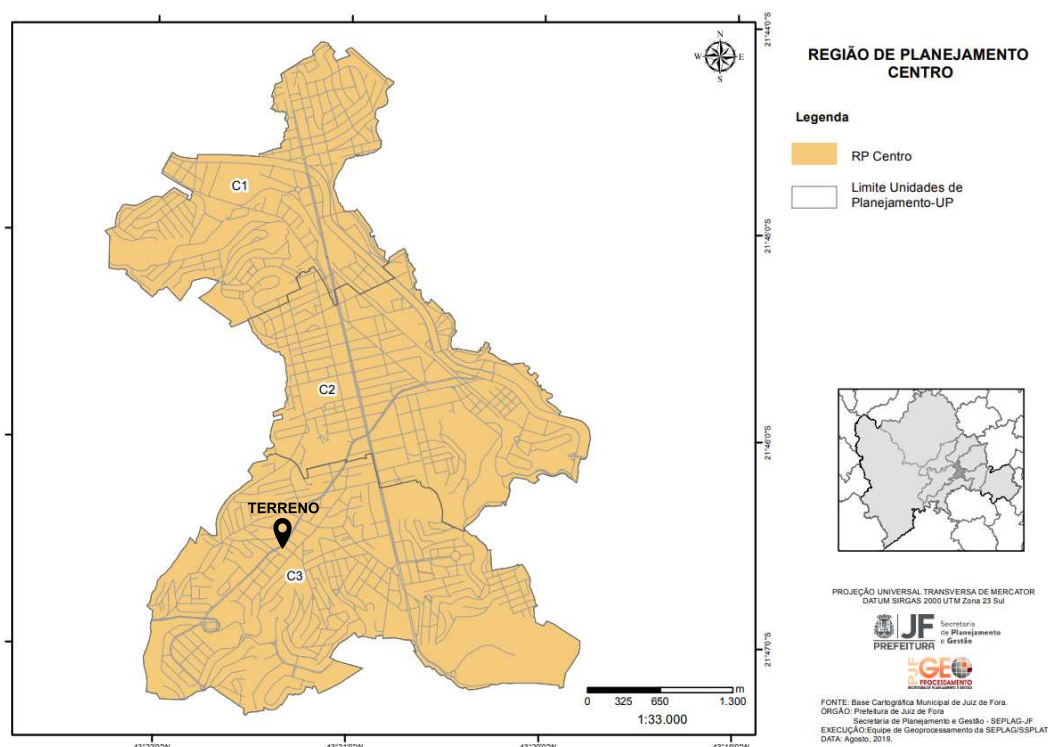 REGIÃO DE PLANEJAMENTO
CENTRO
Legenda
RP Centro
Limite Unidades de
Planejamento-UP
N
W
E
S
C1
C2
TERRENO
C3
21°44'0"S
21°45'0"S
21°46'0"S
21°47'0"S
m
0 325 650 1.300
1:33.000
PROJEÇÃO UNIVERSAL TRANSVERSA DE MERCATOR
DATUM SIRGAS 2000 UTM Zona 23 Sul
JF
PREFEITURA
Secretaria
de Planejamento
e Gestão
PJF
GEO
PROCESSAMENTO
FONTE: Base Cartográfica Municipal de Juiz de Fora.
ÓRGÃO: Prefeitura de Juiz de Fora
Secretaria de Planejamento e Gestão - SEPLAG-JF
EXECUÇÃO:Equipe de Geoprocessamento da SEPLAG/SSPLAT
DATA: Agosto, 2019.